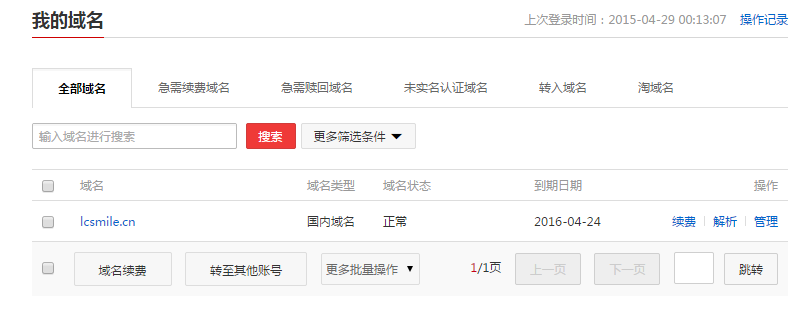 我的域名 上次登录时间：2015-04-29 00:13:07 操作记录
全部域名 急需续费域名 急需赎回域名 未实名认证域名 转入域名 淘域名
输入域名进行搜索 搜索 更多筛选条件
域名 域名类型 域名状态 到期日期 操作
lcsmile.cn 国内域名 正常 2016-04-24 续费 解析 管理
域名续费 转至其他账号 更多批量操作 1/1页 上一页 下一页 跳转